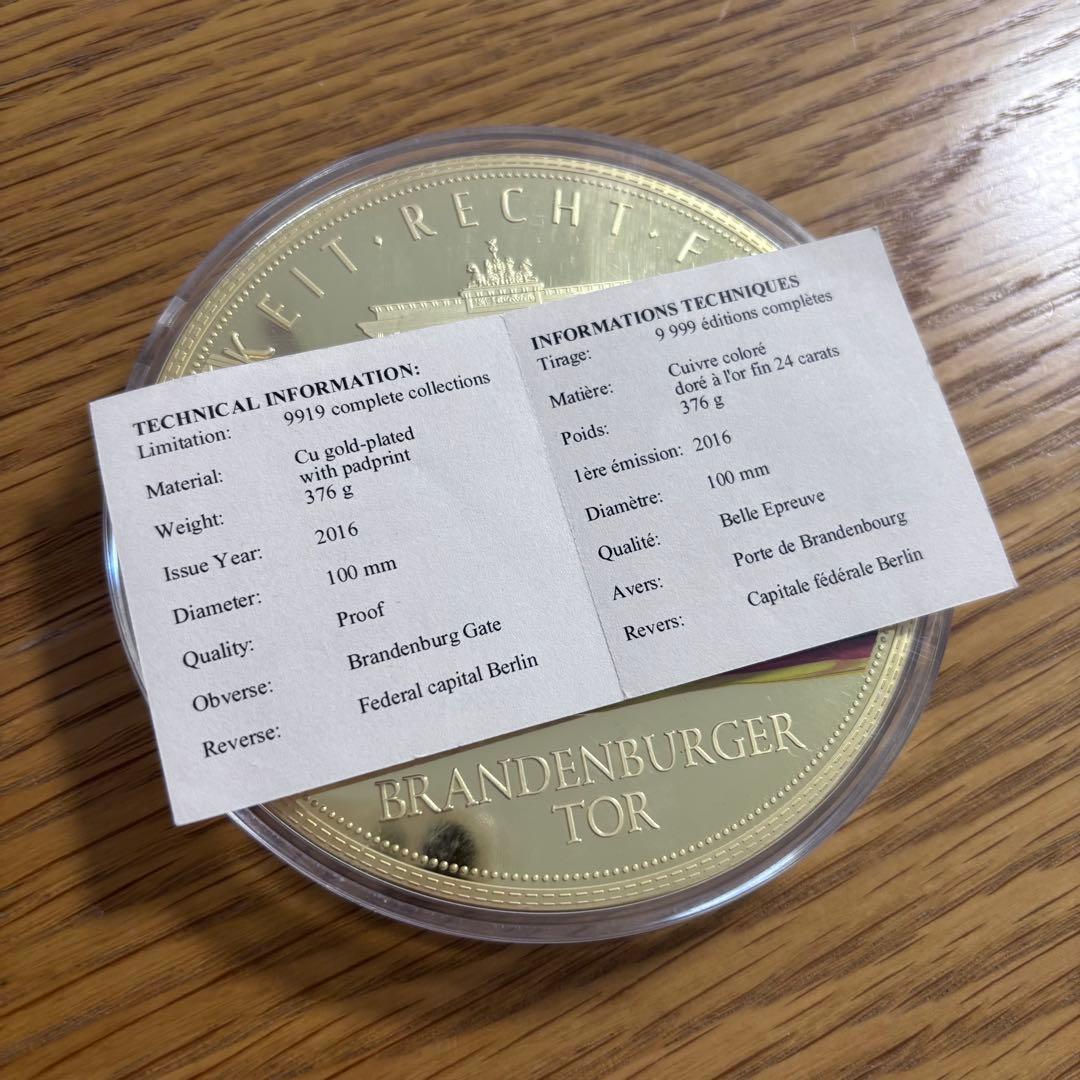 KEIT · RECHT · F
TECHNICAL INFORMATION:
Limitation: 9919 complete collections
Material: Cu gold-plated
with padprint
Weight: 376 g
Issue Year: 2016
Diameter: 100 mm
Quality: Proof
Obverse: Brandenburg Gate
Reverse: Federal capital Berlin
INFORMATIONS TECHNIQUES
Tirage: 9 999 éditions complètes
Matière: Cuivre coloré
doré à l'or fin 24 carats
Poids: 376 g
1ère émission: 2016
Diamètre: 100 mm
Qualité: Belle Epreuve
Avers: Porte de Brandenbourg
Revers: Capitale fédérale Berlin
BRANDENBURGER
TOR